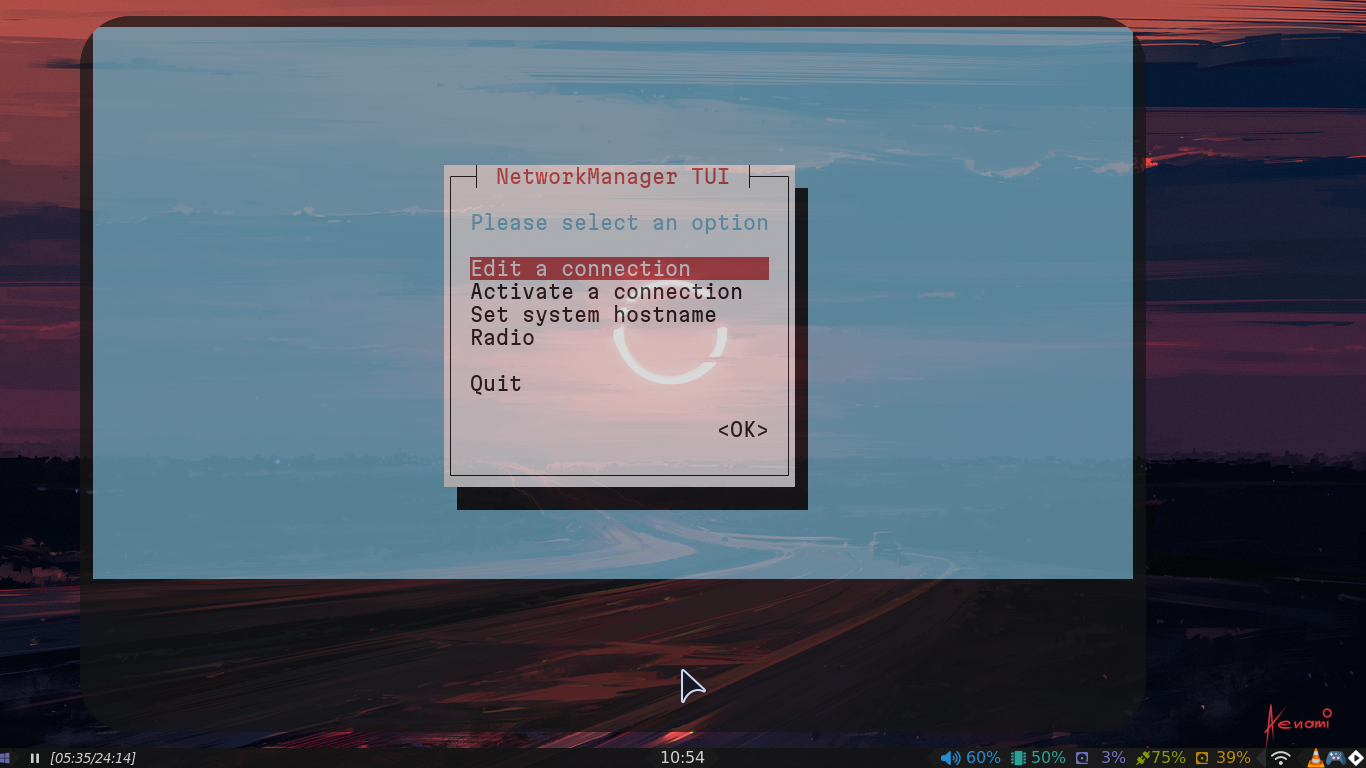 NetworkManager TUI
Please select an option
Edit a connection
Activate a connection
Set system hostname
Radio
Quit
<OK>
Aenami
[05:35/24:14]
10:54
60% 50% 3% 75% 39%